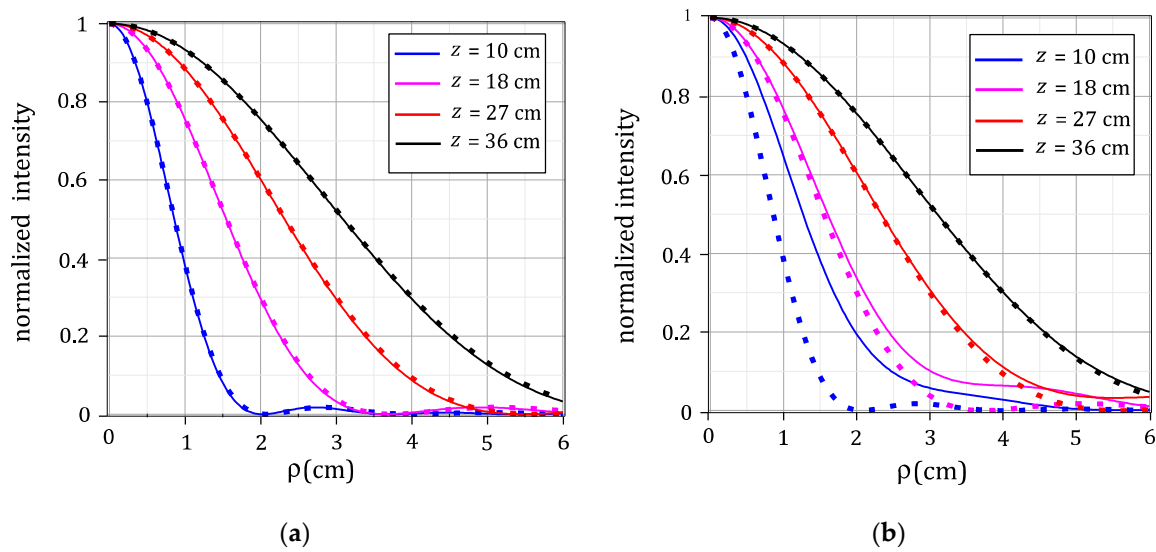 1
0.8
0.6
0.4
0.2
0
0 1 2 3 4 5 6
normalized intensity
ρ(cm)
z = 10 cm
z = 18 cm
z = 27 cm
z = 36 cm
(a)
1
0.8
0.6
0.4
0.2
0
0 1 2 3 4 5 6
normalized intensity
ρ(cm)
z = 10 cm
z = 18 cm
z = 27 cm
z = 36 cm
(b)